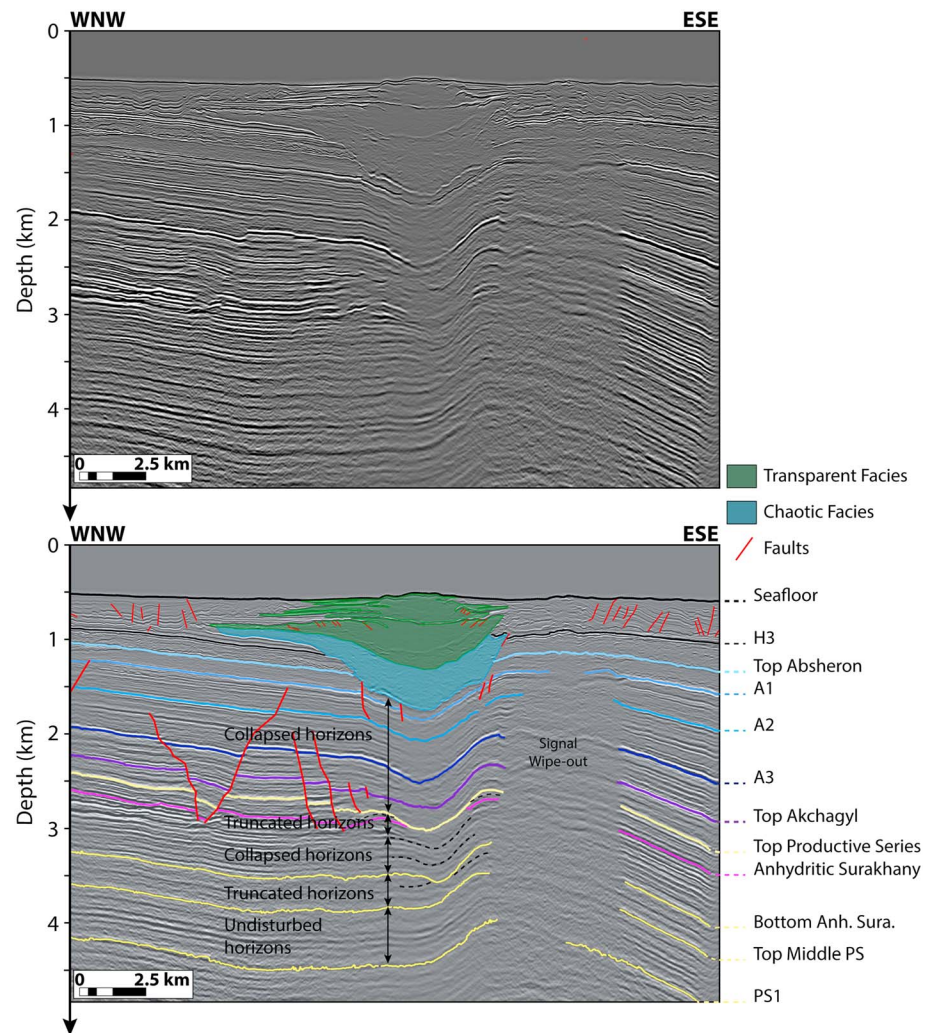 WNW
ESE
0
1
2
3
4
Depth (km)
0 2.5 km
Transparent Facies
Chaotic Facies
Faults
WNW
ESE
0
1
2
3
4
Depth (km)
Collapsed horizons
Truncated horizons
Collapsed horizons
Truncated horizons
Undisturbed
horizons
Signal
Wipe-out
0 2.5 km
Seafloor
H3
Top Absheron
A1
A2
A3
Top Akchagyl
Top Productive Series
Anhydritic Surakhany
Bottom Anh. Sura.
Top Middle PS
PS1